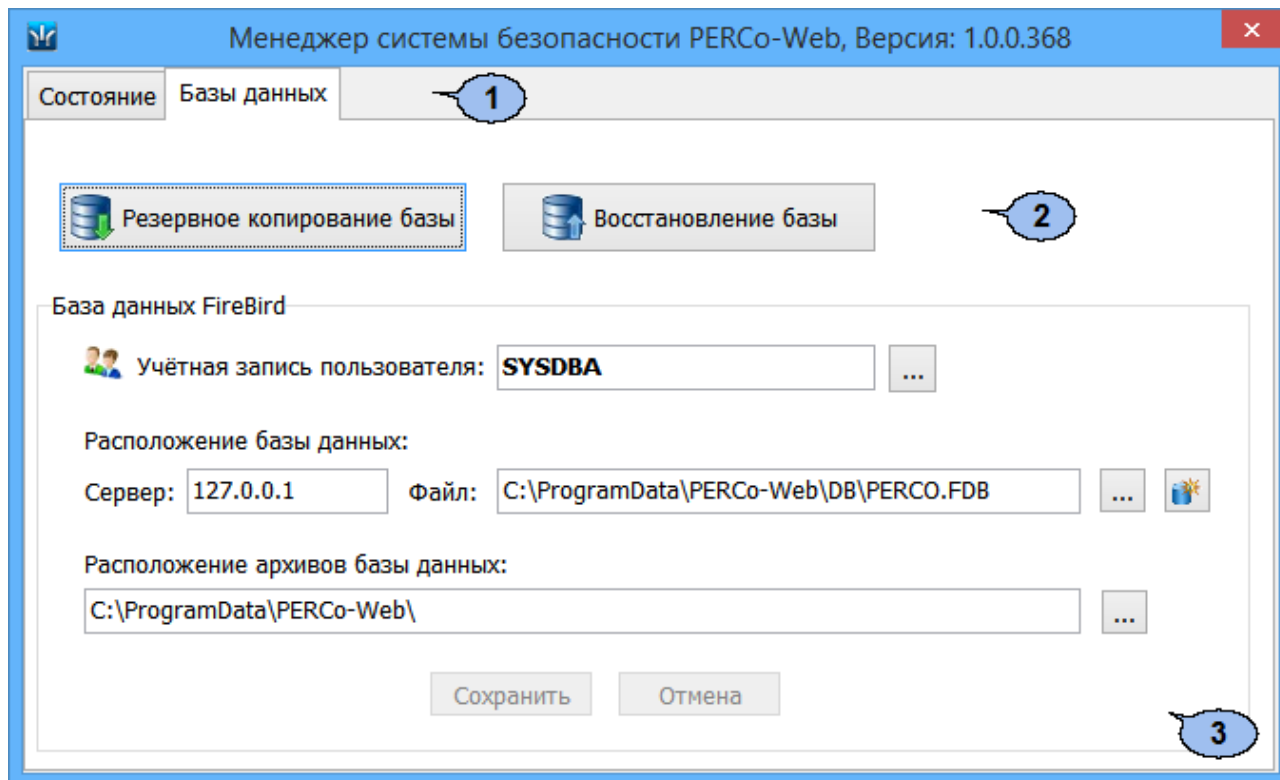 Менеджер системы безопасности PERCo-Web, Версия: 1.0.0.368
Состояние Базы данных 1
Резервное копирование базы Восстановление базы 2
База данных FireBird
Учётная запись пользователя: SYSDBA ...
Расположение базы данных:
Сервер: 127.0.0.1 Файл: C:\ProgramData\PERCo-Web\DB\PERCO.FDB ...
Расположение архивов базы данных:
C:\ProgramData\PERCo-Web\ ...
Сохранить Отмена
3